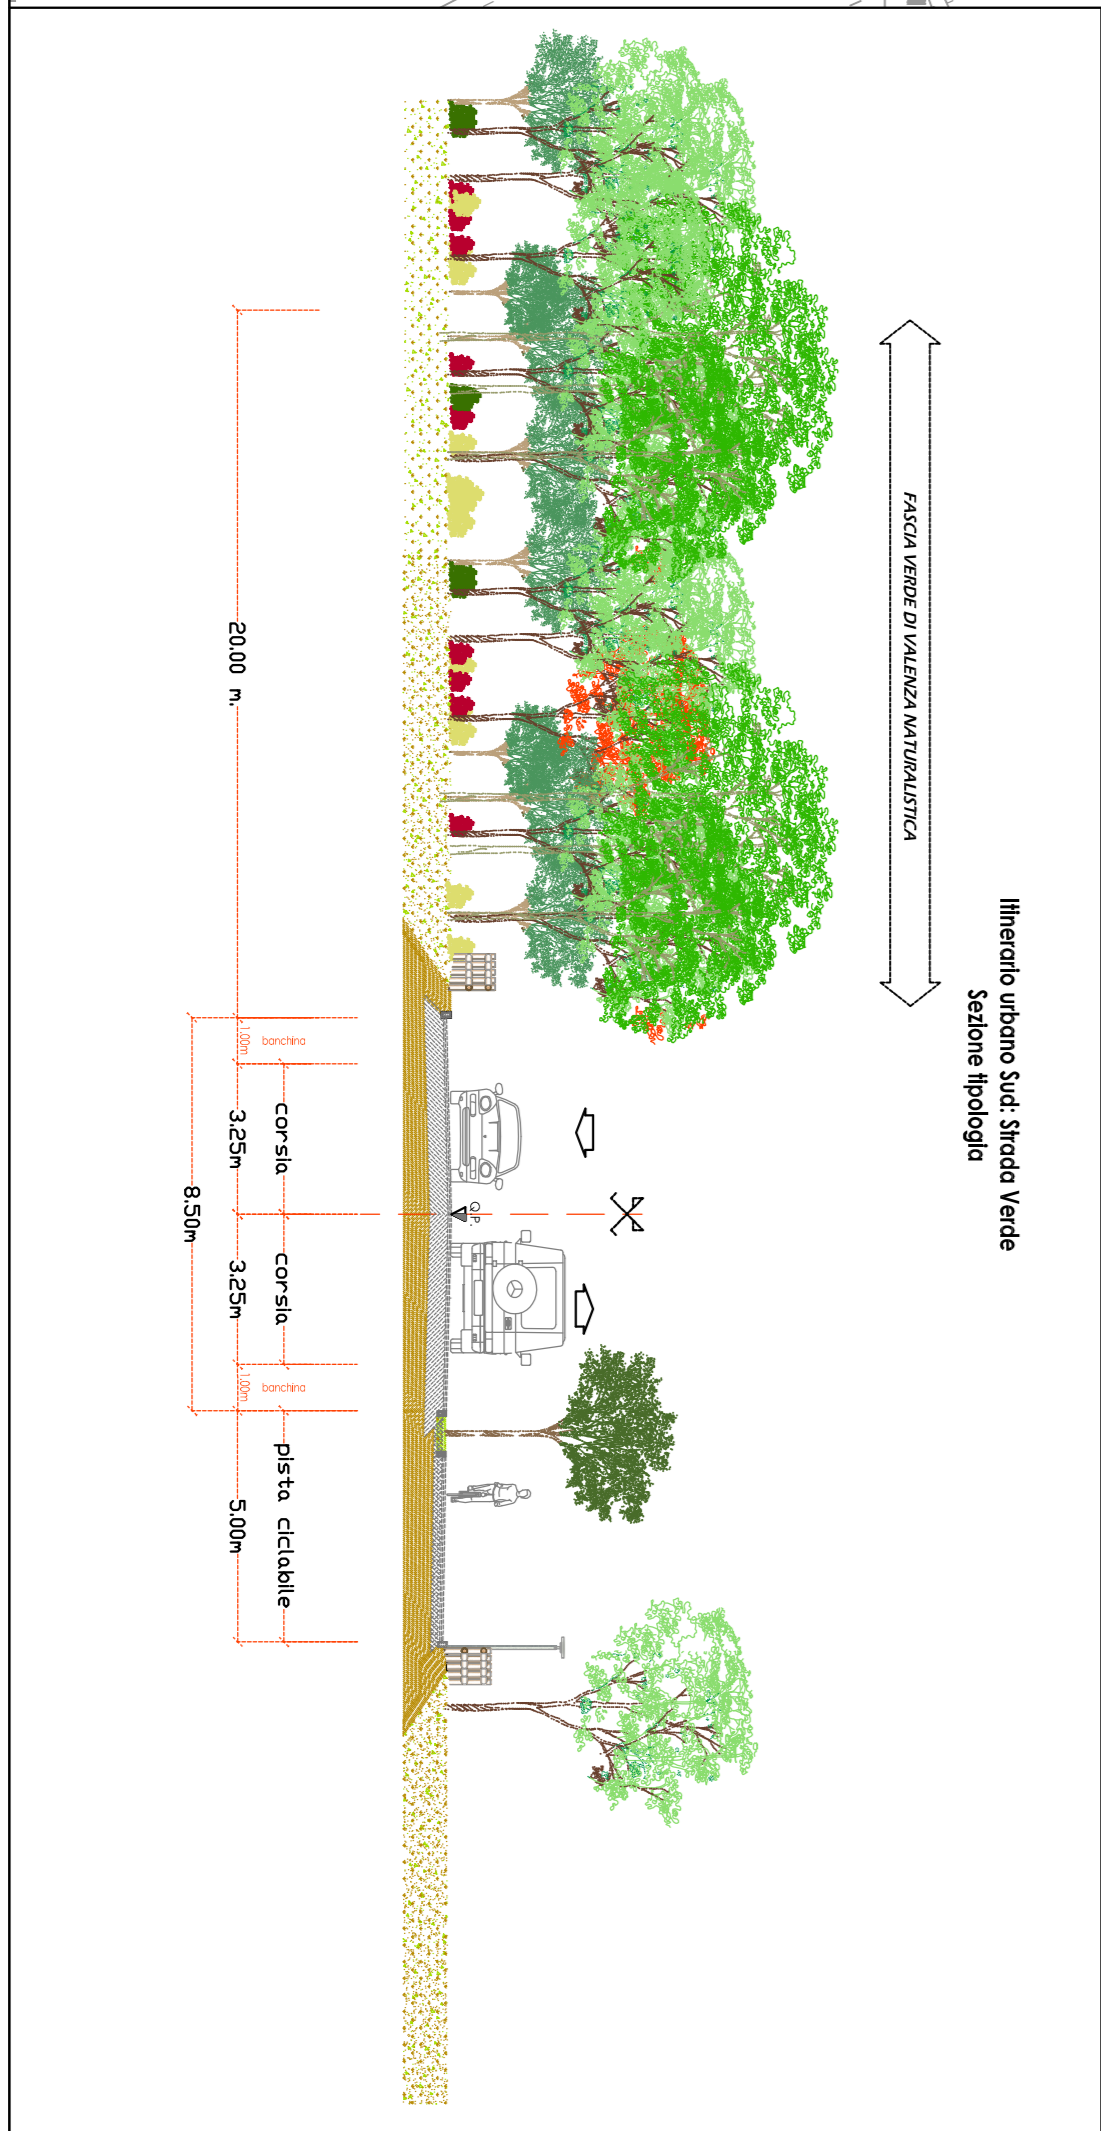 Itinerario urbano Sud: Strada Verde
Sezione tipologia
FASCIA VERDE DI VALENZA NATURALISTICA
Q.P.
banchina
corsia
corsia
banchina
pista ciclabile
20.00 m.
1.00m
3.25m
3.25m
1.00m
5.00m
8.50m